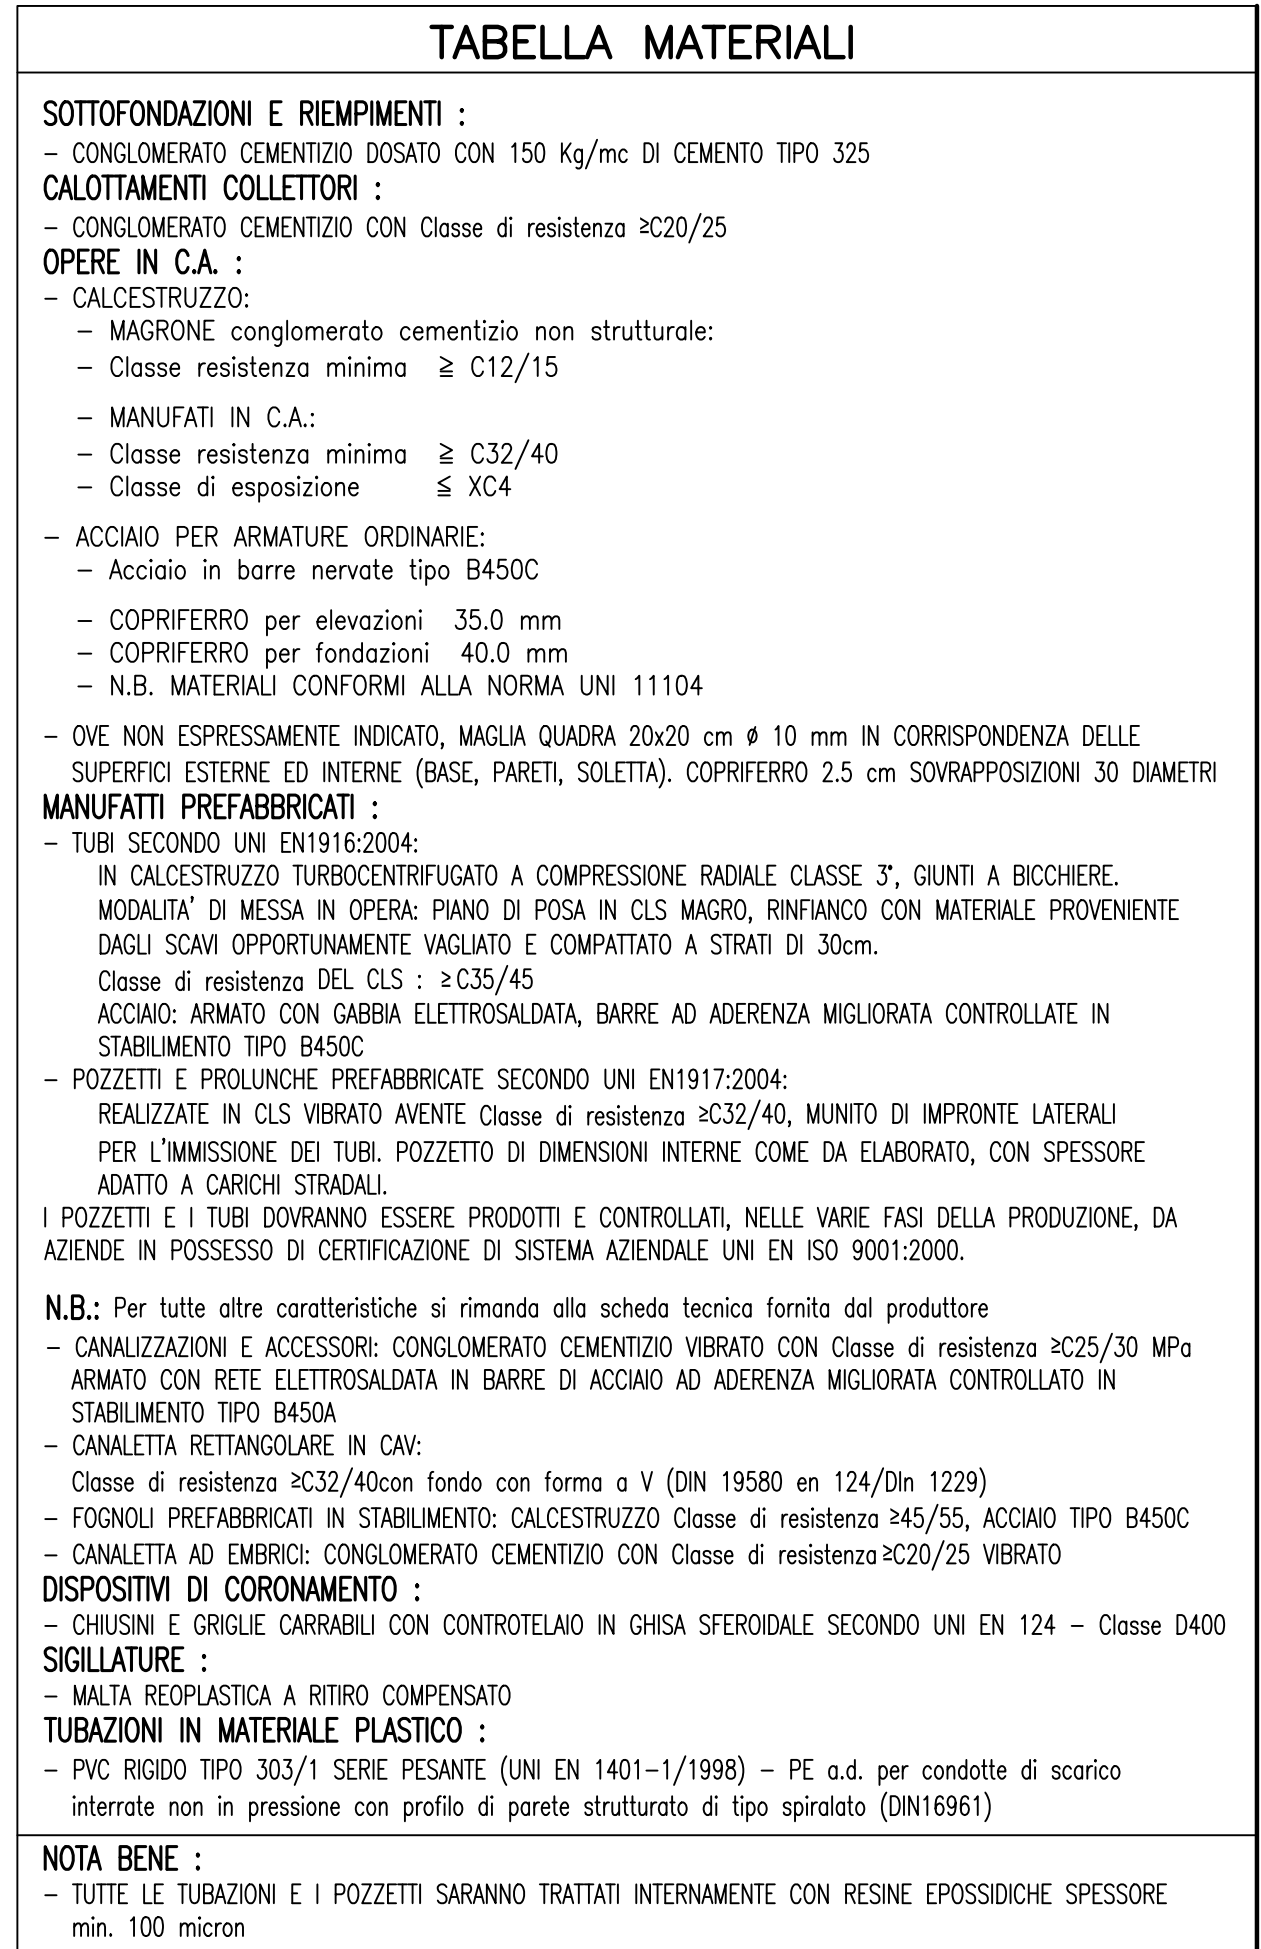 TABELLA MATERIALI
SOTTOFONDAZIONI E RIEMPIMENTI :
– CONGLOMERATO CEMENTIZIO DOSATO CON 150 Kg/mc DI CEMENTO TIPO 325
CALOTTAMENTI COLLETTORI :
– CONGLOMERATO CEMENTIZIO CON Classe di resistenza ≥C20/25
OPERE IN C.A. :
– CALCESTRUZZO:
– MAGRONE conglomerato cementizio non strutturale:
– Classe resistenza minima ≧ C12/15
– MANUFATI IN C.A.:
– Classe resistenza minima ≧ C32/40
– Classe di esposizione ≦ XC4
– ACCIAIO PER ARMATURE ORDINARIE:
– Acciaio in barre nervate tipo B450C
– COPRIFERRO per elevazioni 35.0 mm
– COPRIFERRO per fondazioni 40.0 mm
– N.B. MATERIALI CONFORMI ALLA NORMA UNI 11104
– OVE NON ESPRESSAMENTE INDICATO, MAGLIA QUADRA 20x20 cm ø 10 mm IN CORRISPONDENZA DELLE
SUPERFICI ESTERNE ED INTERNE (BASE, PARETI, SOLETTA). COPRIFERRO 2.5 cm SOVRAPPOSIZIONI 30 DIAMETRI
MANUFATTI PREFABBRICATI :
– TUBI SECONDO UNI EN1916:2004:
IN CALCESTRUZZO TURBOCENTRIFUGATO A COMPRESSIONE RADIALE CLASSE 3°, GIUNTI A BICCHIERE.
MODALITA' DI MESSA IN OPERA: PIANO DI POSA IN CLS MAGRO, RINFIANCO CON MATERIALE PROVENIENTE
DAGLI SCAVI OPPORTUNAMENTE VAGLIATO E COMPATTATO A STRATI DI 30cm.
Classe di resistenza DEL CLS : ≥C35/45
ACCIAIO: ARMATO CON GABBIA ELETTROSALDATA, BARRE AD ADERENZA MIGLIORATA CONTROLLATE IN
STABILIMENTO TIPO B450C
– POZZETTI E PROLUNCHE PREFABBRICATE SECONDO UNI EN1917:2004:
REALIZZATE IN CLS VIBRATO AVENTE Classe di resistenza ≥C32/40, MUNITO DI IMPRONTE LATERALI
PER L'IMMISSIONE DEI TUBI. POZZETTO DI DIMENSIONI INTERNE COME DA ELABORATO, CON SPESSORE
ADATTO A CARICHI STRADALI.
I POZZETTI E I TUBI DOVRANNO ESSERE PRODOTTI E CONTROLLATI, NELLE VARIE FASI DELLA PRODUZIONE, DA
AZIENDE IN POSSESSO DI CERTIFICAZIONE DI SISTEMA AZIENDALE UNI EN ISO 9001:2000.
N.B.: Per tutte altre caratteristiche si rimanda alla scheda tecnica fornita dal produttore
– CANALIZZAZIONI E ACCESSORI: CONGLOMERATO CEMENTIZIO VIBRATO CON Classe di resistenza ≥C25/30 MPa
ARMATO CON RETE ELETTROSALDATA IN BARRE DI ACCIAIO AD ADERENZA MIGLIORATA CONTROLLATO IN
STABILIMENTO TIPO B450A
– CANALETTA RETTANGOLARE IN CAV:
Classe di resistenza ≥C32/40con fondo con forma a V (DIN 19580 en 124/DIn 1229)
– FOGNOLI PREFABBRICATI IN STABILIMENTO: CALCESTRUZZO Classe di resistenza ≥45/55, ACCIAIO TIPO B450C
– CANALETTA AD EMBRICI: CONGLOMERATO CEMENTIZIO CON Classe di resistenza ≥C20/25 VIBRATO
DISPOSITIVI DI CORONAMENTO :
– CHIUSINI E GRIGLIE CARRABILI CON CONTROTELAIO IN GHISA SFEROIDALE SECONDO UNI EN 124 – Classe D400
SIGILLATURE :
– MALTA REOPLASTICA A RITIRO COMPENSATO
TUBAZIONI IN MATERIALE PLASTICO :
– PVC RIGIDO TIPO 303/1 SERIE PESANTE (UNI EN 1401–1/1998) – PE a.d. per condotte di scarico
interrate non in pressione con profilo di parete strutturato di tipo spiralato (DIN16961)
NOTA BENE :
– TUTTE LE TUBAZIONI E I POZZETTI SARANNO TRATTATI INTERNAMENTE CON RESINE EPOSSIDICHE SPESSORE
min. 100 micron